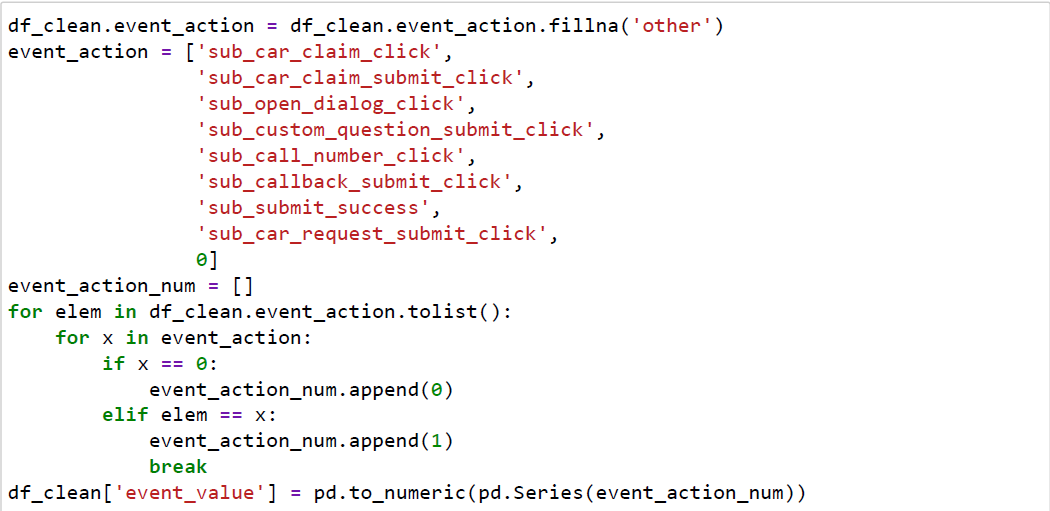 df_clean.event_action = df_clean.event_action.fillna('other')
event_action = ['sub_car_claim_click',
                'sub_car_claim_submit_click',
                'sub_open_dialog_click',
                'sub_custom_question_submit_click',
                'sub_call_number_click',
                'sub_callback_submit_click',
                'sub_submit_success',
                'sub_car_request_submit_click',
                0]
event_action_num = []
for elem in df_clean.event_action.tolist():
    for x in event_action:
        if x == 0:
            event_action_num.append(0)
        elif elem == x:
            event_action_num.append(1)
            break
df_clean['event_value'] = pd.to_numeric(pd.Series(event_action_num))